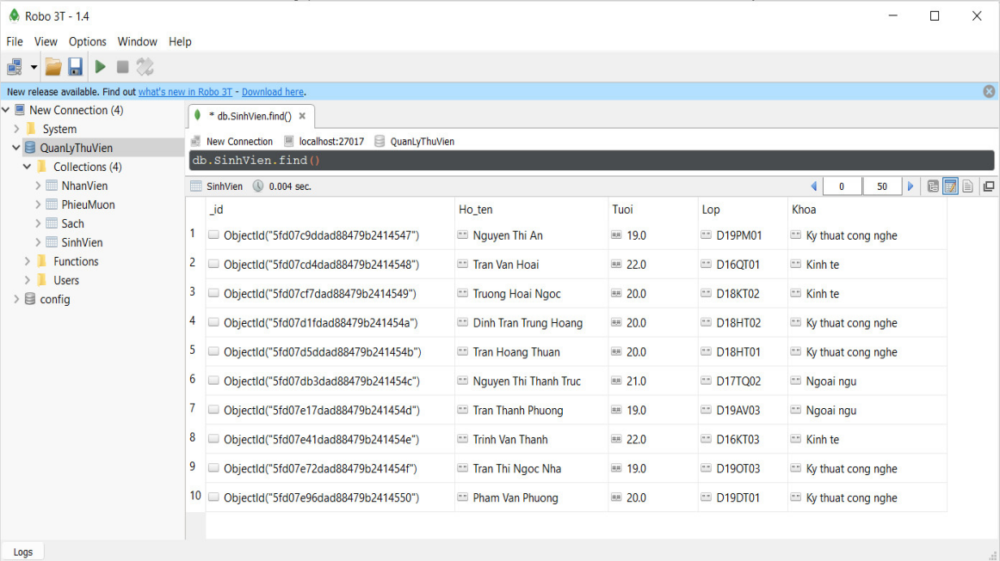 Robo 3T - 1.4
File View Options Window Help
New release available. Find out what's new in Robo 3T - Download here.
New Connection (4)
System
QuanLyThuVien
Collections (4)
NhanVien
PhieuMuon
Sach
SinhVien
Functions
Users
config
* db.SinhVien.find()
New Connection localhost:27017 QuanLyThuVien
db.SinhVien.find()
SinhVien 0.004 sec. 0 50
_id Ho_ten Tuoi Lop Khoa
1 ObjectId("5fd07c9ddad88479b2414547") Nguyen Thi An 19.0 D19PM01 Ky thuat cong nghe
2 ObjectId("5fd07cd4dad88479b2414548") Tran Van Hoai 22.0 D16QT01 Kinh te
3 ObjectId("5fd07cf7dad88479b2414549") Truong Hoai Ngoc 20.0 D18KT02 Kinh te
4 ObjectId("5fd07d1fdad88479b241454a") Dinh Tran Trung Hoang 20.0 D18HT02 Ky thuat cong nghe
5 ObjectId("5fd07d5ddad88479b241454b") Tran Hoang Thuan 20.0 D18HT01 Ky thuat cong nghe
6 ObjectId("5fd07db3dad88479b241454c") Nguyen Thi Thanh Truc 21.0 D17TQ02 Ngoai ngu
7 ObjectId("5fd07e17dad88479b241454d") Tran Thanh Phuong 19.0 D19AV03 Ngoai ngu
8 ObjectId("5fd07e41dad88479b241454e") Trinh Van Thanh 22.0 D16KT03 Kinh te
9 ObjectId("5fd07e72dad88479b241454f") Tran Thi Ngoc Nha 19.0 D19OT03 Ky thuat cong nghe
10 ObjectId("5fd07e96dad88479b2414550") Pham Van Phuong 20.0 D19DT01 Ky thuat cong nghe
Logs